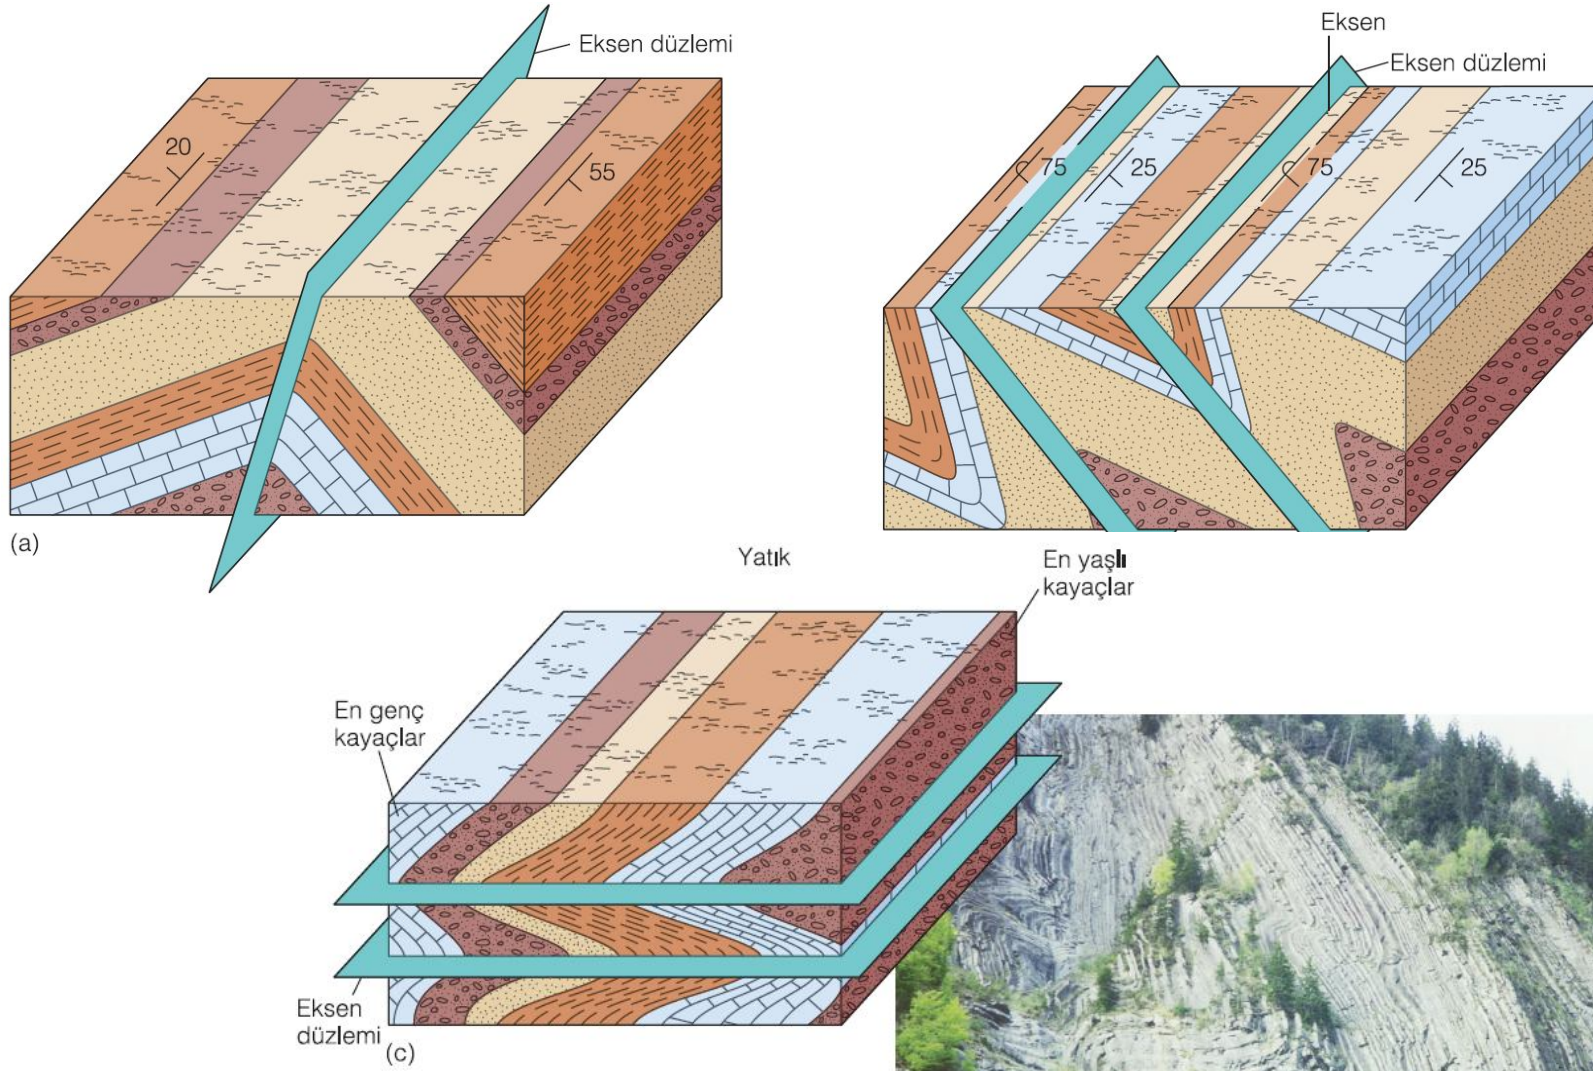 Eksen düzlemi
20
55
(a)
Eksen
Eksen düzlemi
75
25
75
25
Yatık
En yaşlı
kayaçlar
En genç
kayaçlar
Eksen
düzlemi
(c)